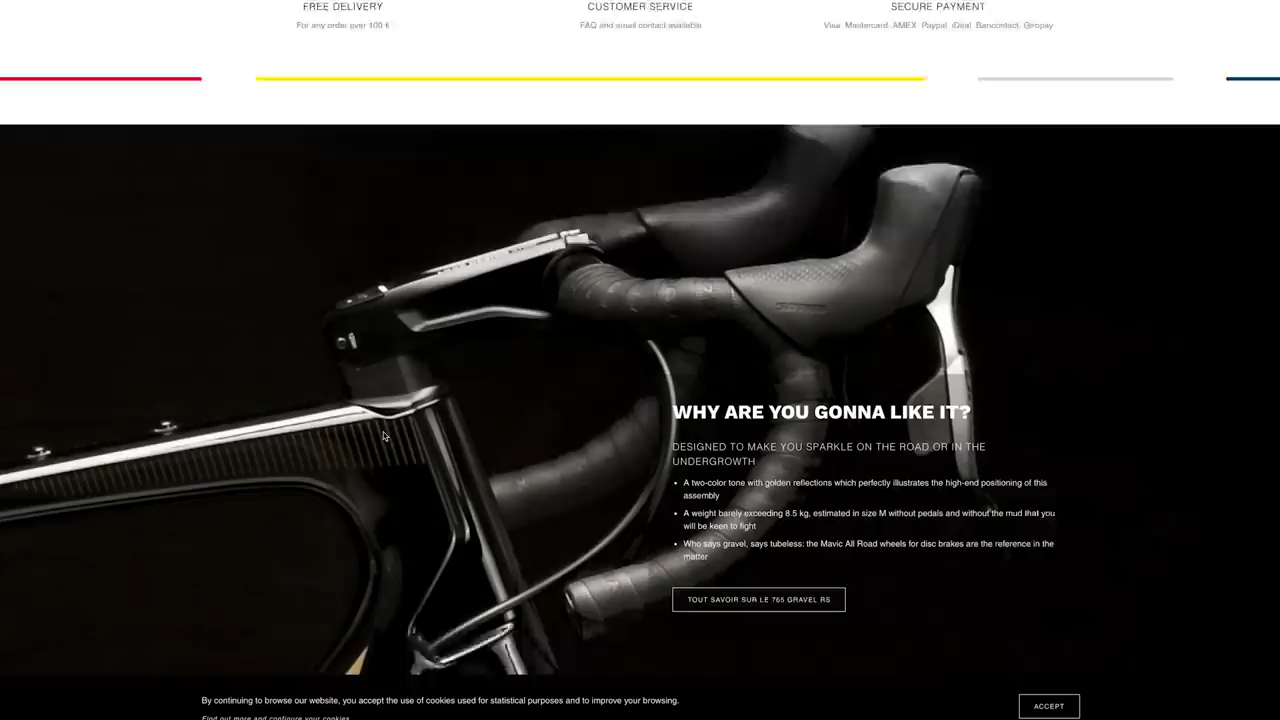 FREE DELIVERY
CUSTOMER SERVICE
SECURE PAYMENT
For any order over 100 €
FAQ and email contact available
Visa, Mastercard, AMEX, Paypal, iDeal, Bancontact, Giropay
WHY ARE YOU GONNA LIKE IT?
DESIGNED TO MAKE YOU SPARKLE ON THE ROAD OR IN THE
UNDERGROWTH
• A two-color tone with golden reflections which perfectly illustrates the high-end positioning of this
assembly
• A weight barely exceeding 8.5 kg, estimated in size M without pedals and without the mud that you
will be keen to fight
• Who says gravel, says tubeless: the Mavic All Road wheels for disc brakes are the reference in the
matter
TOUT SAVOIR SUR LE 765 GRAVEL RS
By continuing to browse our website, you accept the use of cookies used for statistical purposes and to improve your browsing.
ACCEPT
Find out more and configure your cookies.